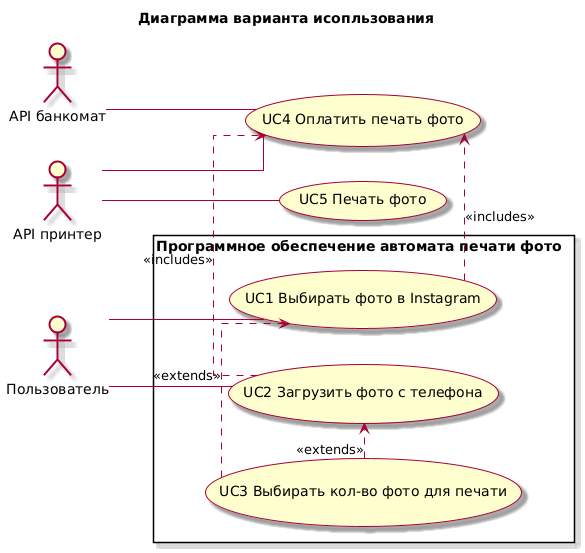 Диаграмма варианта исопльзования
API банкомат
UC4 Оплатить печать фото
API принтер
UC5 Печать фото
«includes»
Программное обеспечение автомата печати фото
«includes»
UC1 Выбирать фото в Instagram
Пользователь
«extends»
UC2 Загрузить фото с телефона
«extends»
UC3 Выбирать кол-во фото для печати